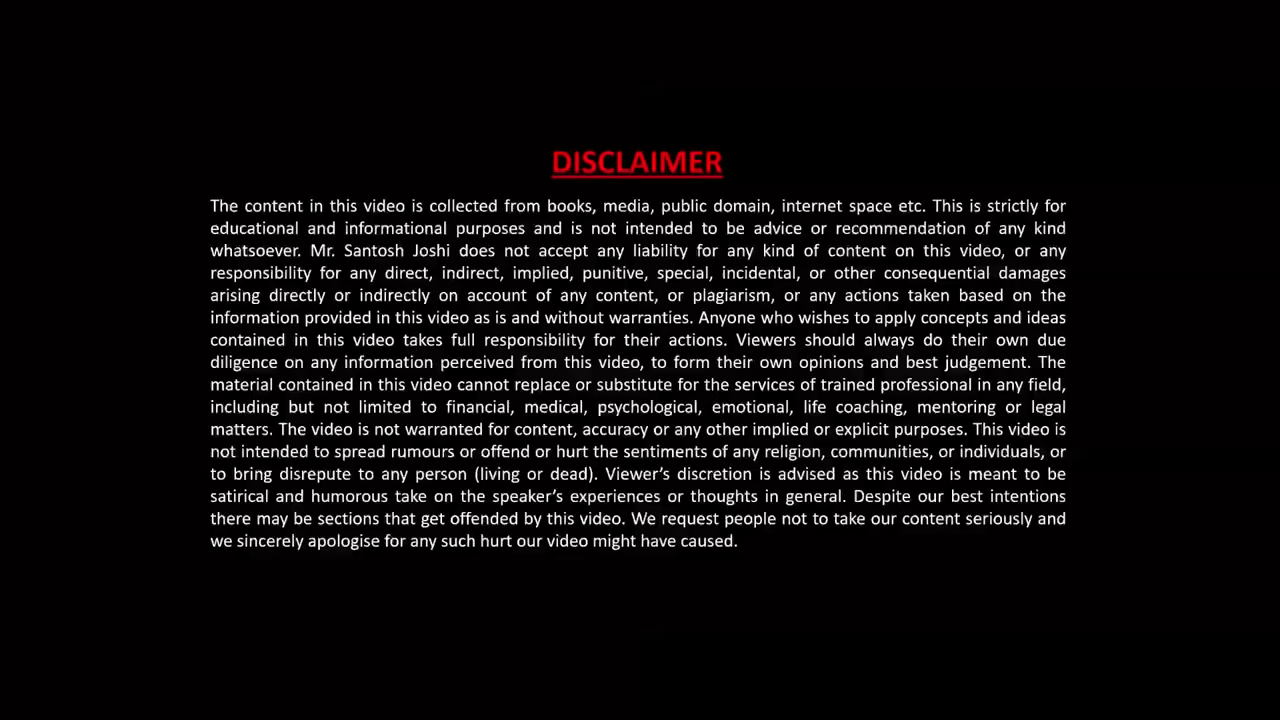 DISCLAIMER
The content in this video is collected from books, media, public domain, internet space etc. This is strictly for
educational and informational purposes and is not intended to be advice or recommendation of any kind
whatsoever. Mr. Santosh Joshi does not accept any liability for any kind of content on this video, or any
responsibility for any direct, indirect, implied, punitive, special, incidental, or other consequential damages
arising directly or indirectly on account of any content, or plagiarism, or any actions taken based on the
information provided in this video as is and without warranties. Anyone who wishes to apply concepts and ideas
contained in this video takes full responsibility for their actions. Viewers should always do their own due
diligence on any information perceived from this video, to form their own opinions and best judgement. The
material contained in this video cannot replace or substitute for the services of trained professional in any field,
including but not limited to financial, medical, psychological, emotional, life coaching, mentoring or legal
matters. The video is not warranted for content, accuracy or any other implied or explicit purposes. This video is
not intended to spread rumours or offend or hurt the sentiments of any religion, communities, or individuals, or
to bring disrepute to any person (living or dead). Viewer’s discretion is advised as this video is meant to be
satirical and humorous take on the speaker’s experiences or thoughts in general. Despite our best intentions
there may be sections that get offended by this video. We request people not to take our content seriously and
we sincerely apologise for any such hurt our video might have caused.